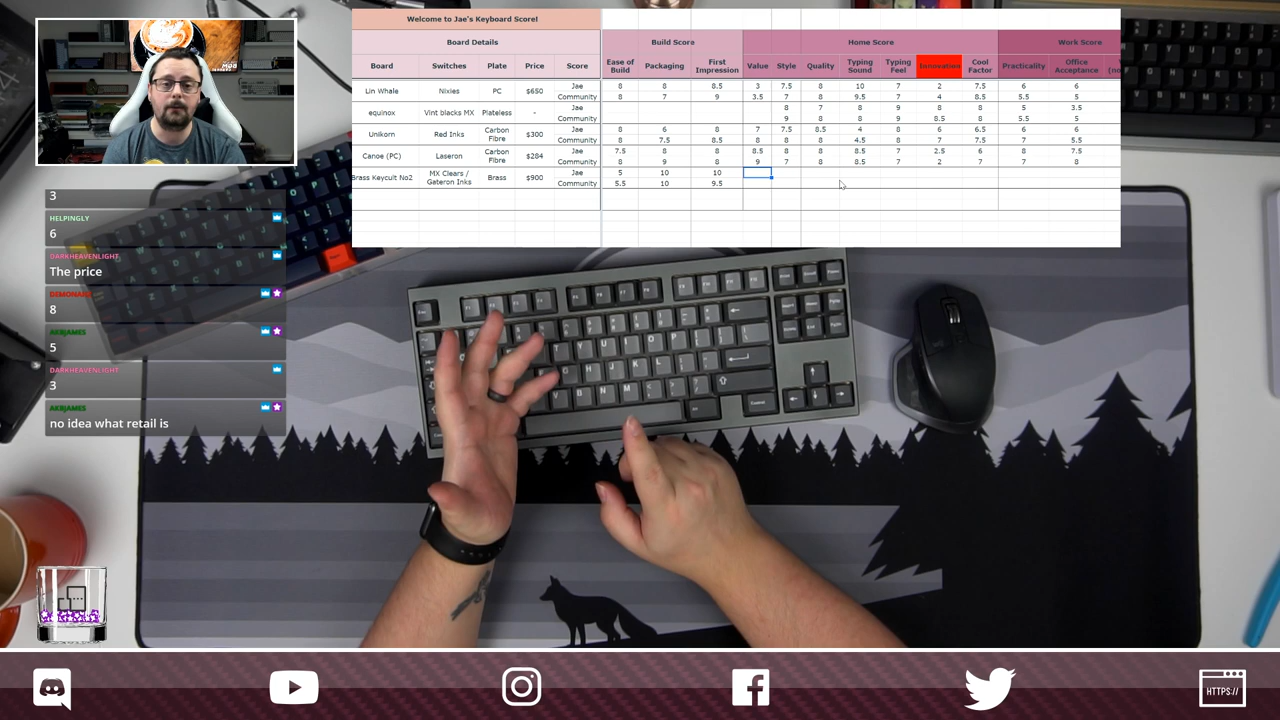 Welcome to Jae's Keyboard Score!
Board Details Build Score Home Score Work Score
Board Switches Plate Price Score Ease of Build Packaging First Impression Value Style Quality Typing Sound Typing Feel Innovation Cool Factor Practicality Office Acceptance (no
Lin Whale Nixies PC $650 Jae 8 8 8.5 3 7.5 8 10 7 2 7.5 6 6
Community 8 7 9 3.5 7 8 9.5 8 4 8.5 5.5 5
equinox Vint blacks MX Plateless - Jae 8 7 8 9 8 8 5 3.5
Community 9 8 8 9 8.5 8 5 5.5
Unikorn Red Inks Carbon Fibre $300 Jae 8 6 8 7 7.5 8.5 4 8 6 6.5 6 6
Community 8 7.5 8.5 8 8 8 4.5 8 7 7.5 7 5.5
Canoe (PC) Laseron Carbon Fibre $284 Jae 7.5 8 8 8.5 8 8 8.5 7 2.5 6 8 7.5
Community 8 9 8 9 7 8 8.5 7 2 7 7 8
Brass Keycult No2 MX Clears / Gateron Inks Brass $900 Jae 5 10 10
Community 5.5 10 9.5
3
HELPINGLY
6
DARKHEAVENLIGHT
The price
8
AKBJAMES
5
DARKHEAVENLIGHT
3
AKBJAMES
no idea what retail is
HTTPS://